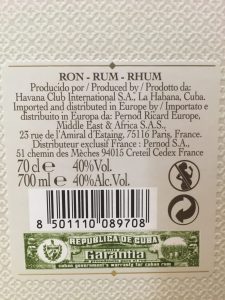 RON - RUM - RHUM
Producido por / Produced by / Prodotto da:
Havana Club International S.A., La Habana, Cuba.
Imported and distributed in Europe by / Importato e
distribuito in Europa da: Pernod Ricard Europe,
Middle East & Africa S.A.S.,
23 rue de l'Amiral d'Estaing, 75116 Paris, France.
Distributeur exclusif France : Pernod S.A.,
51 chemin des Mèches 94015 Creteil Cedex France
70 cl 40%Vol.
700 ml 40%Alc.Vol.
8 501110 089708
REPUBLICA DE CUBA
Garantia
cuban government's warranty for cuban rum